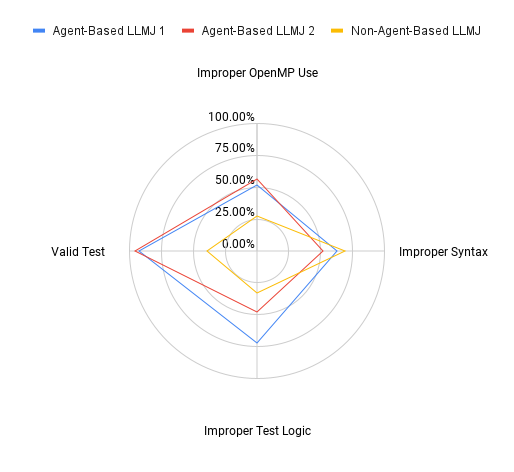 Agent-Based LLMJ 1 Agent-Based LLMJ 2 Non-Agent-Based LLMJ
Improper OpenMP Use
100.00%
75.00%
50.00%
25.00%
0.00%
Valid Test
Improper Syntax
Improper Test Logic